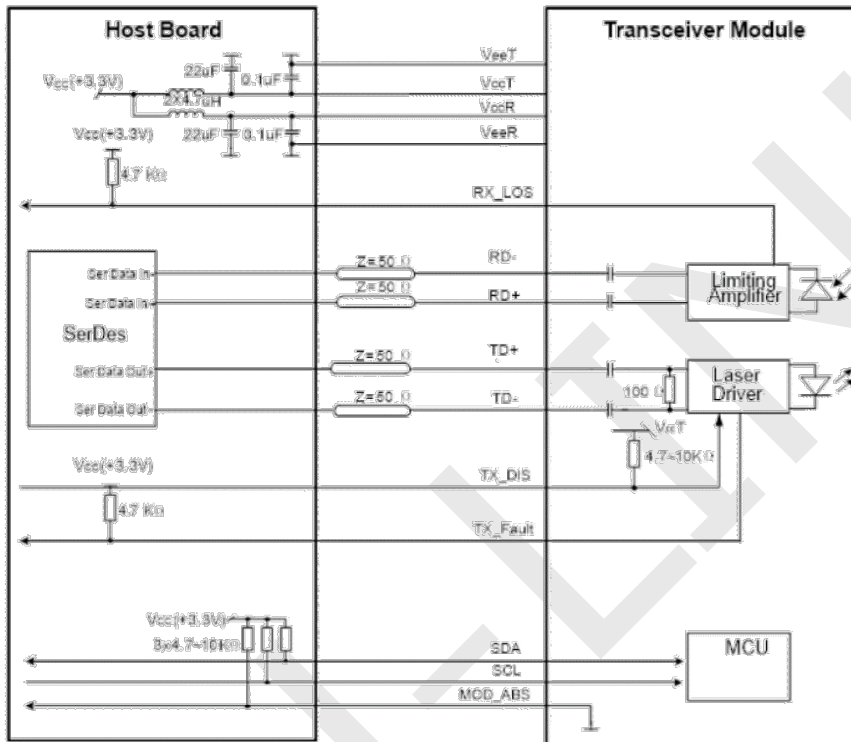 Host Board
Transceiver Module
VeeT
22uF
0.1uF
Vcc(+3.3V)
VccT
2X4.7uH
VccR
Vcc(+3.3V)
22uF
0.1uF
VeeR
4.7 KΩ
RX_LOS
Z=50 Ω
RD-
Ser Data In-
Z=50 Ω
Limiting
Amplifier
Ser Data In+
RD+
SerDes
Z=50 Ω
TD+
Ser Data Out+
Laser
Driver
100 Ω
Z=50 Ω
TD-
Ser Data Out-
VccT
4.7~10KΩ
Vcc(+3.3V)
TX_DIS
4.7 KΩ
TX_Fault
Vcc(+3.3V)
3x4.7~10KΩ
SDA
MCU
SCL
MOD_ABS